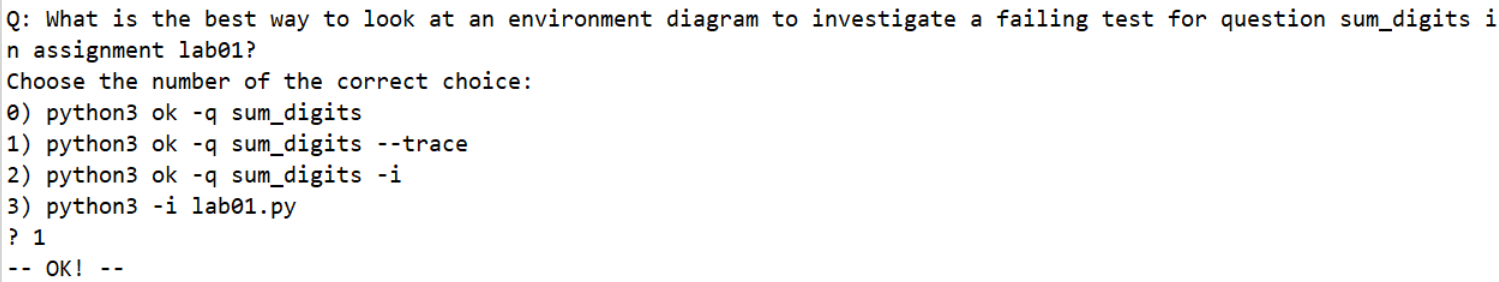 Q: What is the best way to look at an environment diagram to investigate a failing test for question sum_digits i
n assignment lab01?
Choose the number of the correct choice:
0) python3 ok -q sum_digits
1) python3 ok -q sum_digits --trace
2) python3 ok -q sum_digits -i
3) python3 -i lab01.py
? 1
-- OK! --